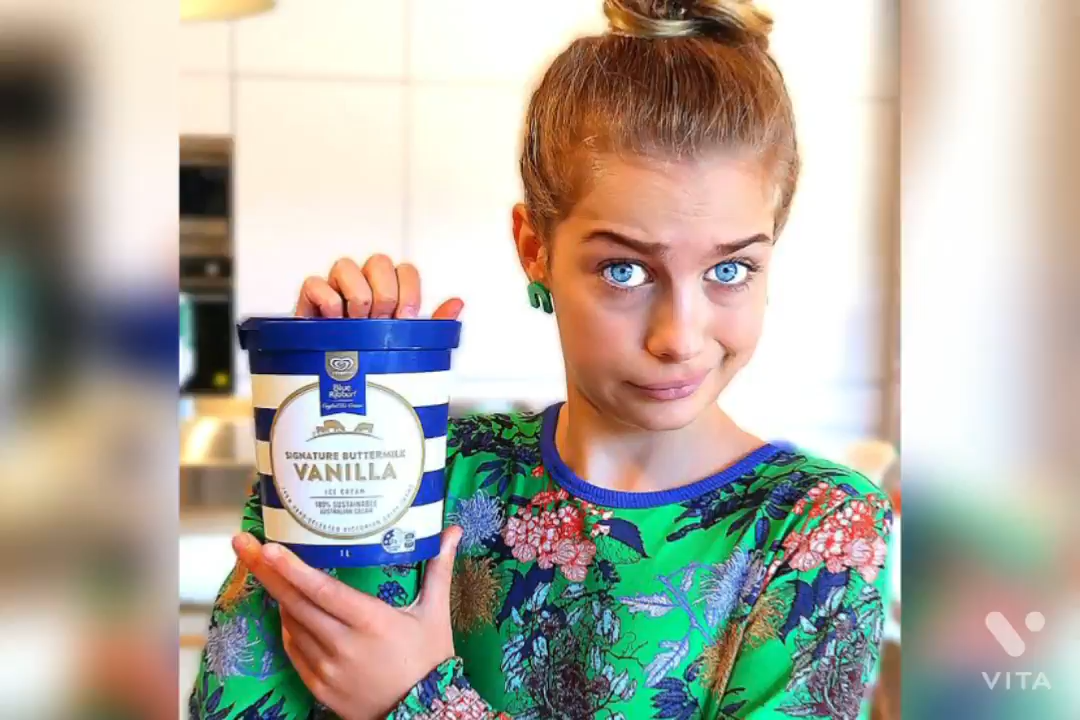 Blue
Ribbon
SIGNATURE BUTTERMILK
VANILLA
ICE CREAM
100% SUSTAINABLE
AUSTRALIAN CREAM
1L
VITA